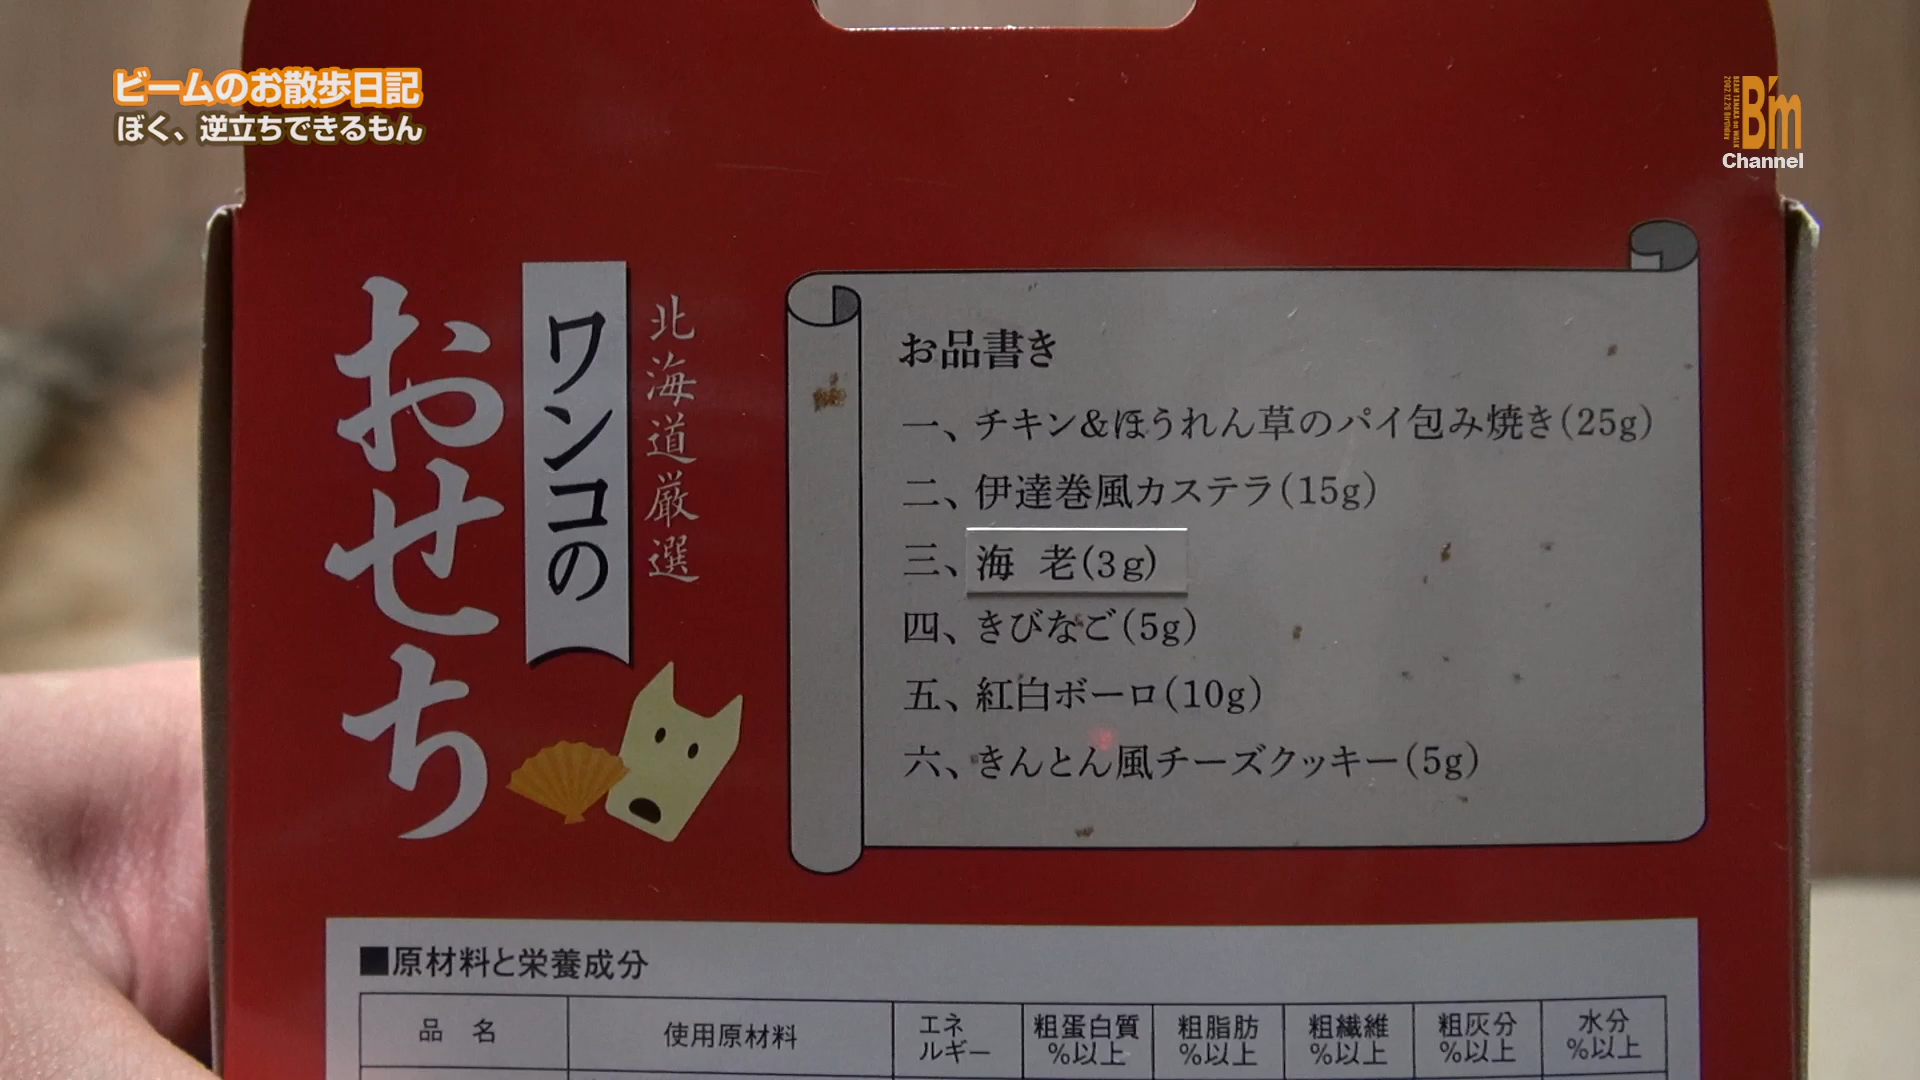 ビームのお散歩日記
ぼく、逆立ちできるもん
B'm
Channel
北海道厳選
ワンコの
おせち
お品書き
一、チキン&ほうれん草のパイ包み焼き(25g)
二、伊達巻風カステラ(15g)
三、海 老(3g)
四、きびなご(5g)
五、紅白ボーロ(10g)
六、きんとん風チーズクッキー(5g)
■原材料と栄養成分
品 名
使用原材料
エネルギー
粗蛋白質%以上
粗脂肪%以上
粗繊維%以上
粗灰分%以上
水分%以上